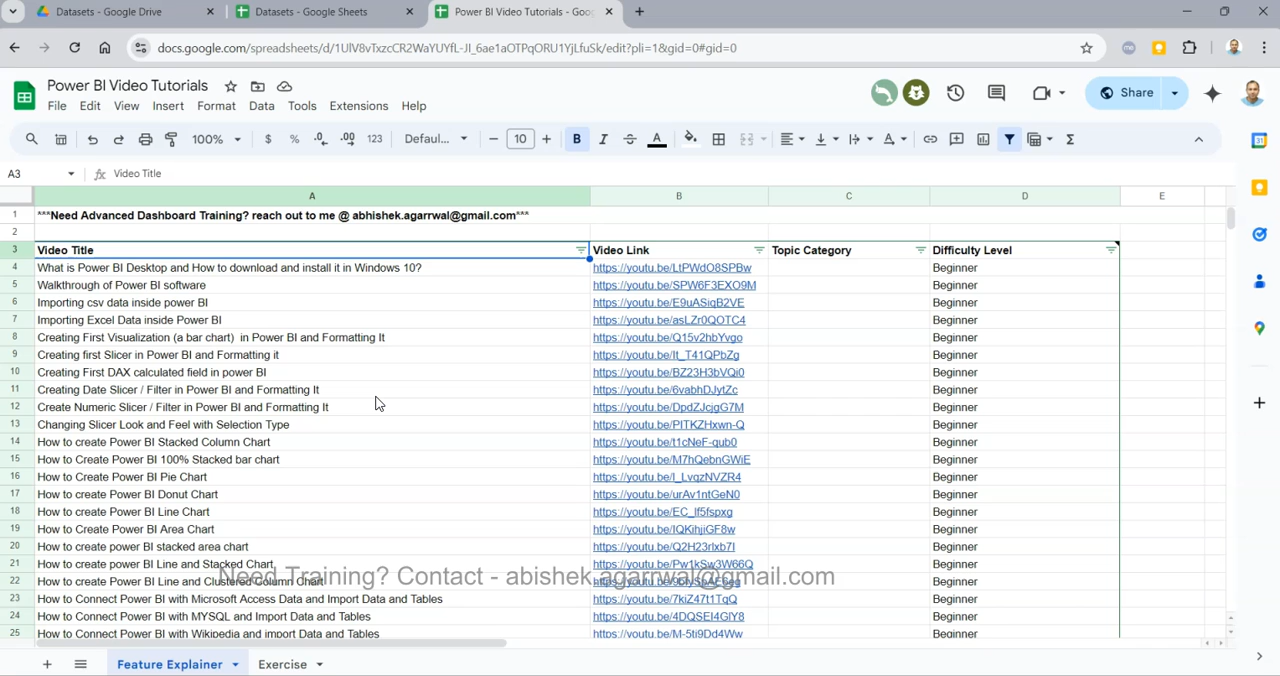 Datasets - Google Drive
Datasets - Google Sheets
Power BI Video Tutorials - Goo
docs.google.com/spreadsheets/d/1UlV8vTxzcCR2WaYUYfL-JI_6ae1aOTPqORU1YjLfuSk/edit?pli=1&gid=0#gid=0
Power BI Video Tutorials
File Edit View Insert Format Data Tools Extensions Help
Share
100% $ % .0 .00 123 Defaul... 10 B I A
A3 fx Video Title
A B C D E
1 ***Need Advanced Dashboard Training? reach out to me @ abhishek.agarrwal@gmail.com***
2
3 Video Title Video Link Topic Category Difficulty Level
4 What is Power BI Desktop and How to download and install it in Windows 10? https://youtu.be/LtPWdO8SPBw Beginner
5 Walkthrough of Power BI software https://youtu.be/SPW6F3EXO9M Beginner
6 Importing csv data inside power BI https://youtu.be/E9uASiqB2VE Beginner
7 Importing Excel Data inside Power BI https://youtu.be/asLZr0QOTC4 Beginner
8 Creating First Visualization (a bar chart) in Power BI and Formatting It https://youtu.be/Q15v2hbYvgo Beginner
9 Creating first Slicer in Power BI and Formatting it https://youtu.be/It_T41QPbZg Beginner
10 Creating First DAX calculated field in power BI https://youtu.be/BZ23H3bVQi0 Beginner
11 Creating Date Slicer / Filter in Power BI and Formatting It https://youtu.be/6vabhDJytZc Beginner
12 Create Numeric Slicer / Filter in Power BI and Formatting It https://youtu.be/DpdZJcjgG7M Beginner
13 Changing Slicer Look and Feel with Selection Type https://youtu.be/PITKZHxwn-Q Beginner
14 How to create Power BI Stacked Column Chart https://youtu.be/t1cNeF-qub0 Beginner
15 How to Create Power BI 100% Stacked bar chart https://youtu.be/M7hQebnGWiE Beginner
16 How to Create Power BI Pie Chart https://youtu.be/I_LvqzNVZR4 Beginner
17 How to create Power BI Donut Chart https://youtu.be/urAv1ntGeN0 Beginner
18 How to create Power BI Line Chart https://youtu.be/EC_lf5fspxg Beginner
19 How to Create Power BI Area Chart https://youtu.be/IQKihjiGF8w Beginner
20 How to create power BI stacked area chart https://youtu.be/Q2H23rlxb7I Beginner
21 How to create power BI Line and Stacked Chart https://youtu.be/Pw1kSw3W66Q Beginner
22 How to create Power BI Line and Clustered Column Chart Beginner
Need Training? Contact - abishek.agarrwal@gmail.com
23 How to Connect Power BI with Microsoft Access Data and Import Data and Tables https://youtu.be/7kiZ47t1TqQ Beginner
24 How to Connect Power BI with MYSQL and Import Data and Tables https://youtu.be/4DQSEI4GlY8 Beginner
25 How to Connect Power BI with Wikipedia and import Data and Tables https://youtu.be/M-5ti9Dd4Ww Beginner
Feature Explainer Exercise